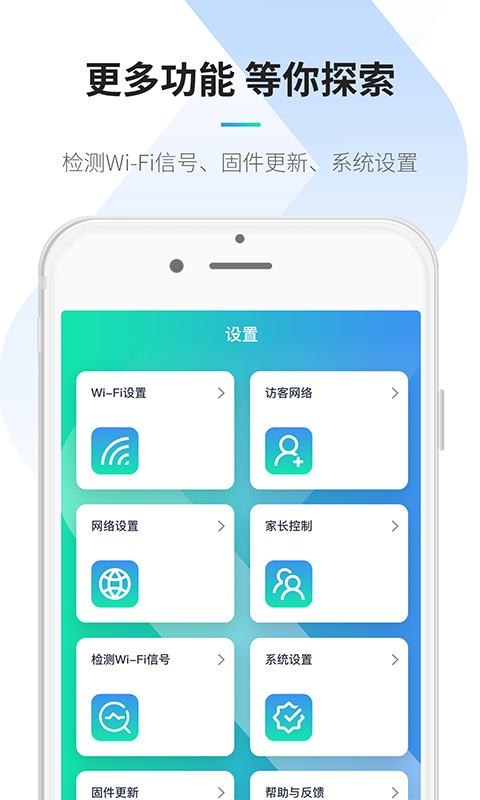 更多功能 等你探索
检测Wi-Fi信号、固件更新、系统设置
设置
Wi-Fi设置
访客网络
网络设置
家长控制
检测Wi-Fi信号
系统设置
固件更新
帮助与反馈